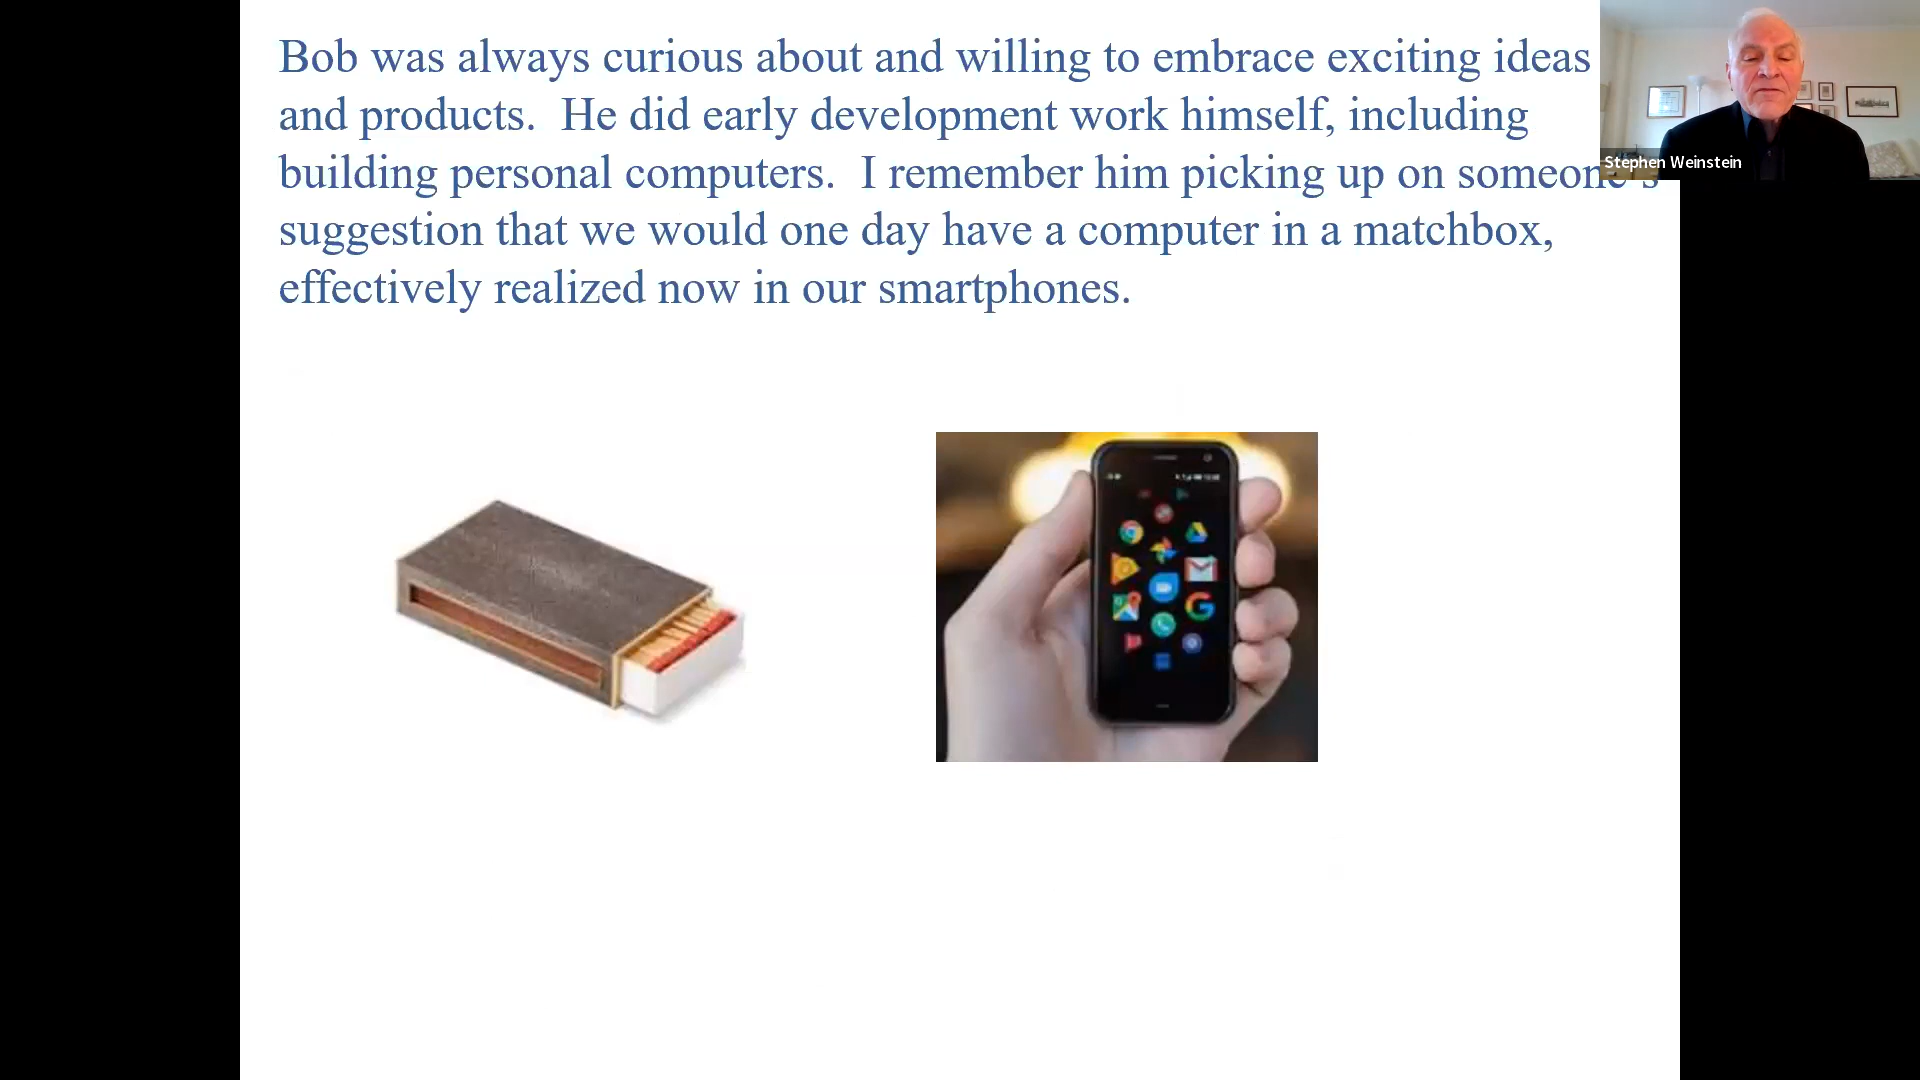 Bob was always curious about and willing to embrace exciting ideas
and products. He did early development work himself, including
building personal computers. I remember him picking up on someone's
suggestion that we would one day have a computer in a matchbox,
effectively realized now in our smartphones.
Stephen Weinstein